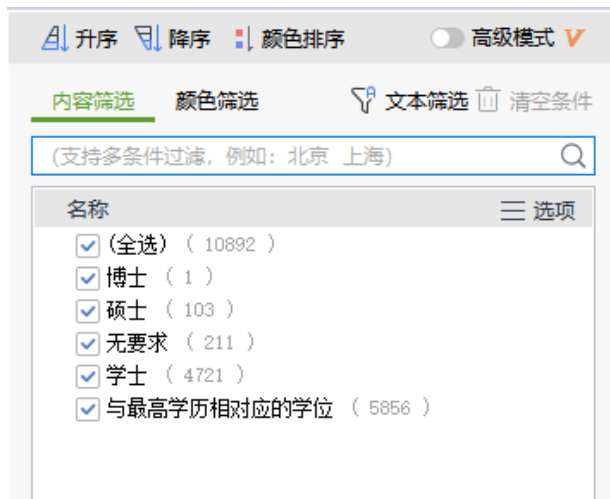 升序 降序 颜色排序 高级模式
内容筛选 颜色筛选 文本筛选 清空条件
(支持多条件过滤, 例如: 北京 上海)
名称 选项
(全选) ( 10892 )
博士 ( 1 )
硕士 ( 103 )
无要求 ( 211 )
学士 ( 4721 )
与最高学历相对应的学位 ( 5856 )